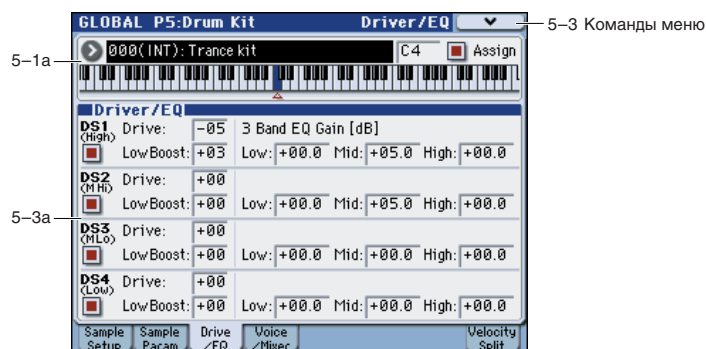 GLOBAL P5:Drum Kit Driver/EQ
5–3 Команды меню
000(INT): Trance kit C4 Assign
5–1a
Driver/EQ
DS1 (High) Drive: -05 3 Band EQ Gain [dB]
LowBoost: +03 Low: +00.0 Mid: +05.0 High: +00.0
DS2 (MHi) Drive: +00
LowBoost: +00 Low: +00.0 Mid: +05.0 High: +00.0
5–3a
DS3 (MLo) Drive: +00
LowBoost: +00 Low: +00.0 Mid: +00.0 High: +00.0
DS4 (Low) Drive: +00
LowBoost: +00 Low: +00.0 Mid: +00.0 High: +00.0
Sample Setup Sample Param Drive /EQ Voice /Mixer Velocity Split